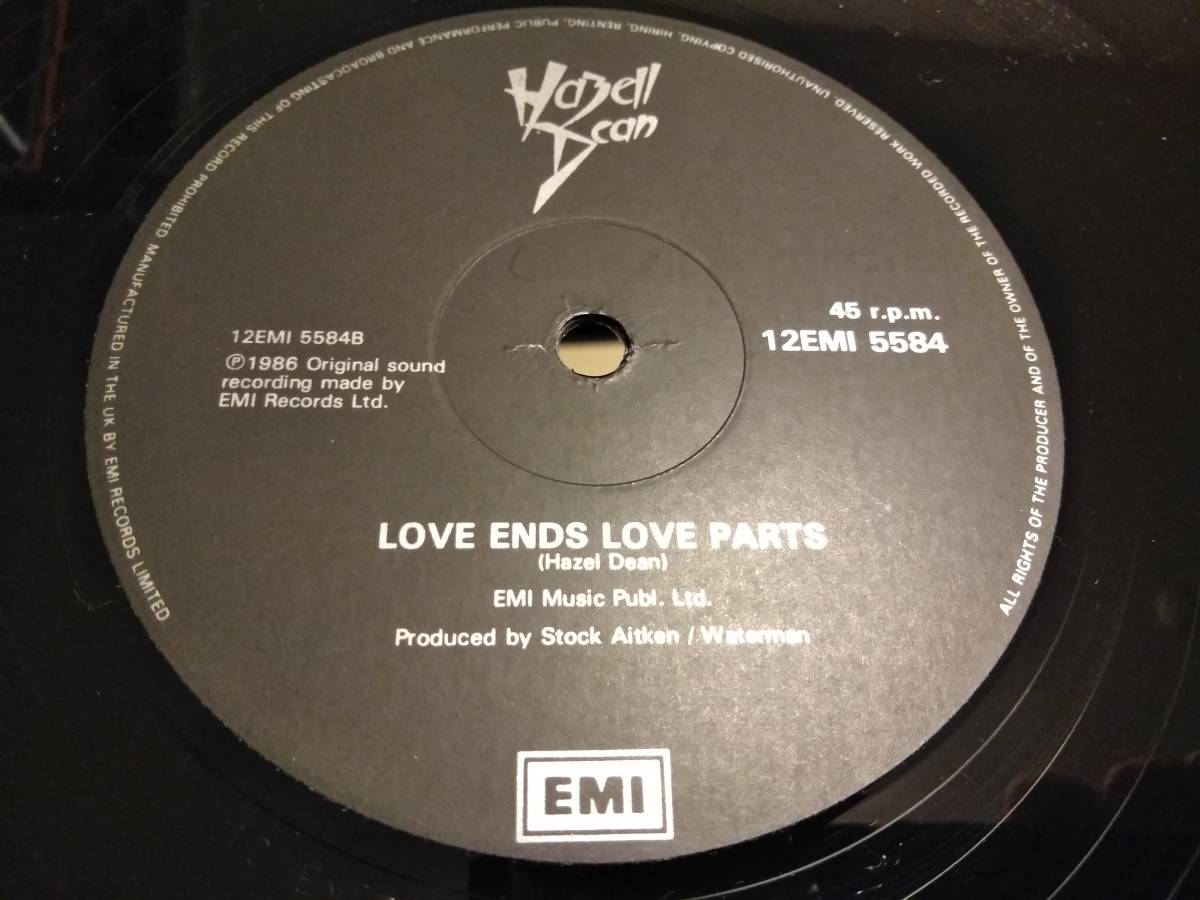 Hazell
Dean
45 r.p.m.
12EMI 5584
12EMI 5584B
℗1986 Original sound
recording made by
EMI Records Ltd.
LOVE ENDS LOVE PARTS
(Hazel Dean)
EMI Music Publ. Ltd.
Produced by Stock Aitken / Waterman
EMI
ALL RIGHTS OF THE PRODUCER AND OF THE OWNER OF THE RECORDED WORK RESERVED. UNAUTHORISED COPYING, HIRING, RENTING, PUBLIC PERFORMANCE AND BROADCASTING OF THIS RECORD PROHIBITED. MANUFACTURED IN THE UK BY EMI RECORDS LIMITED